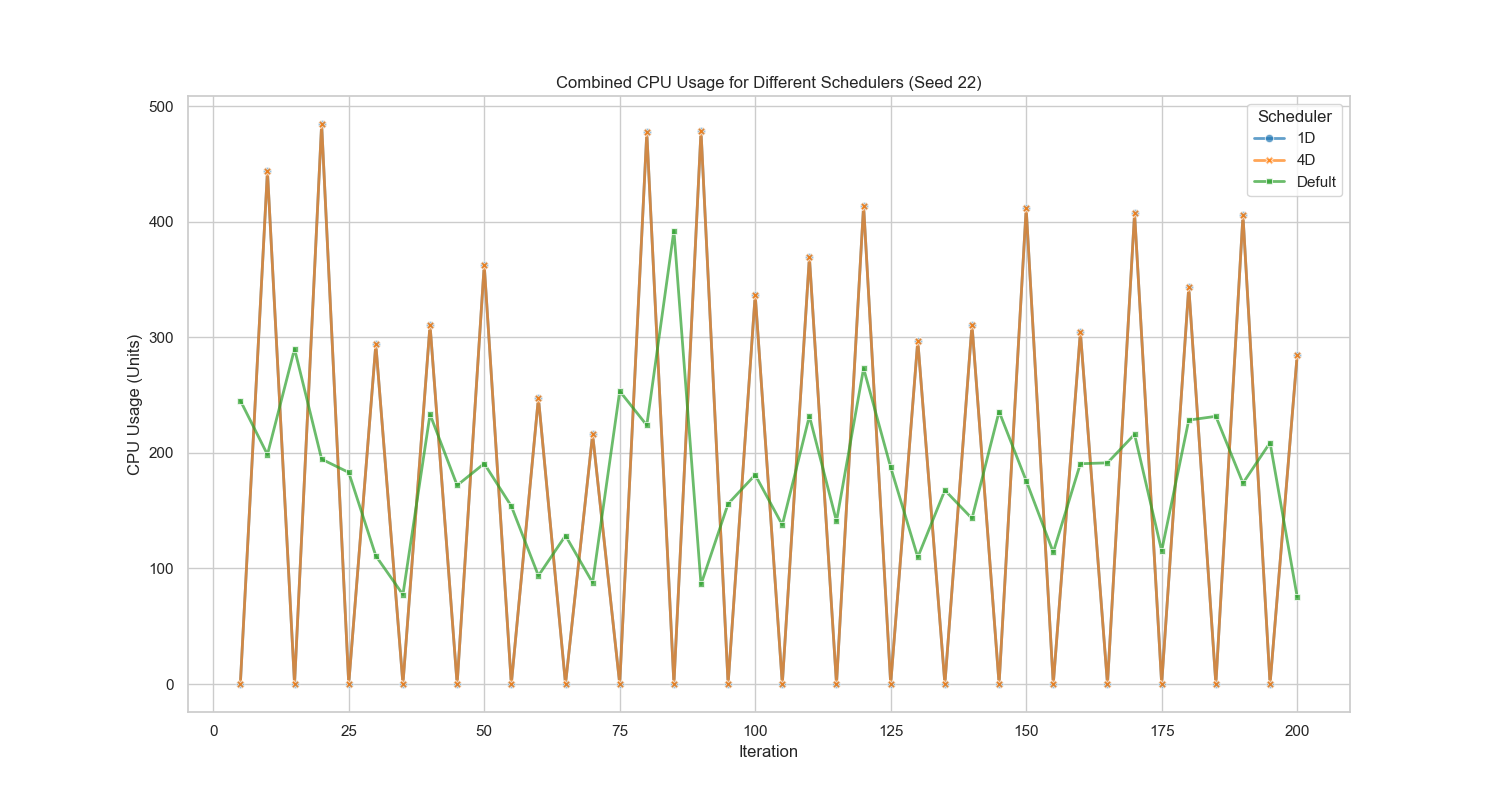 Combined CPU Usage for Different Schedulers (Seed 22)
500
400
300
200
100
0
CPU Usage (Units)
Scheduler
1D
4D
Defult
0 25 50 75 100 125 150 175 200
Iteration